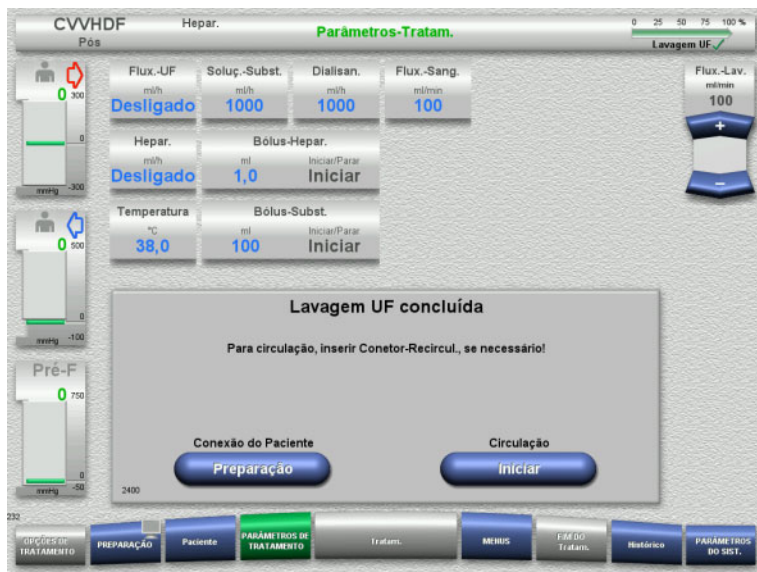 CVVHDF Hepar.
Pós
Parâmetros-Tratam.
0 25 50 75 100 %
Lavagem UF
0 300
0
mmHg -300
Flux.-UF
ml/h
Desligado
Soluç.-Subst.
ml/h
1000
Dialisan.
ml/h
1000
Flux.-Sang.
ml/min
100
Flux.-Lav.
ml/min
100
+
–
Hepar.
ml/h
Desligado
Bólus-Hepar.
ml Iniciar/Parar
1,0 Iniciar
Temperatura
°C
38,0
Bólus-Subst.
ml Iniciar/Parar
100 Iniciar
0 500
0
mmHg -100
Pré-F
0 750
0
mmHg -50
Lavagem UF concluída
Para circulação, inserir Conetor-Recircul., se necessário!
Conexão do Paciente
Preparação
Circulação
Iniciar
2400
232
OPÇÕES DE
TRATAMENTO
PREPARAÇÃO
Paciente
PARÂMETROS DE
TRATAMENTO
Tratam.
MENUS
FIM DO
Tratam.
Histórico
PARÂMETROS
DO SIST.